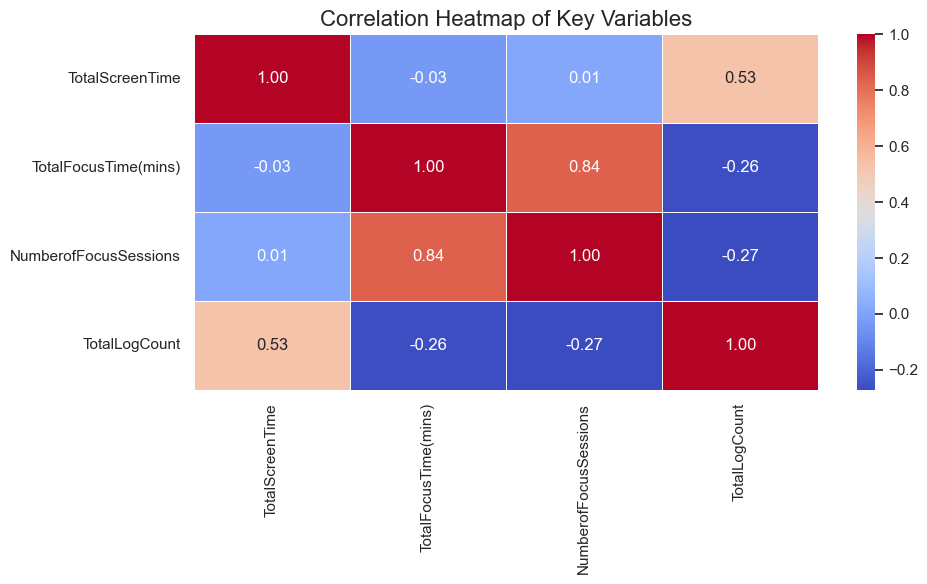 Correlation Heatmap of Key Variables
TotalScreenTime 1.00 -0.03 0.01 0.53
TotalFocusTime(mins) -0.03 1.00 0.84 -0.26
NumberofFocusSessions 0.01 0.84 1.00 -0.27
TotalLogCount 0.53 -0.26 -0.27 1.00
TotalScreenTime
TotalFocusTime(mins)
NumberofFocusSessions
TotalLogCount
1.0
0.8
0.6
0.4
0.2
0.0
−0.2